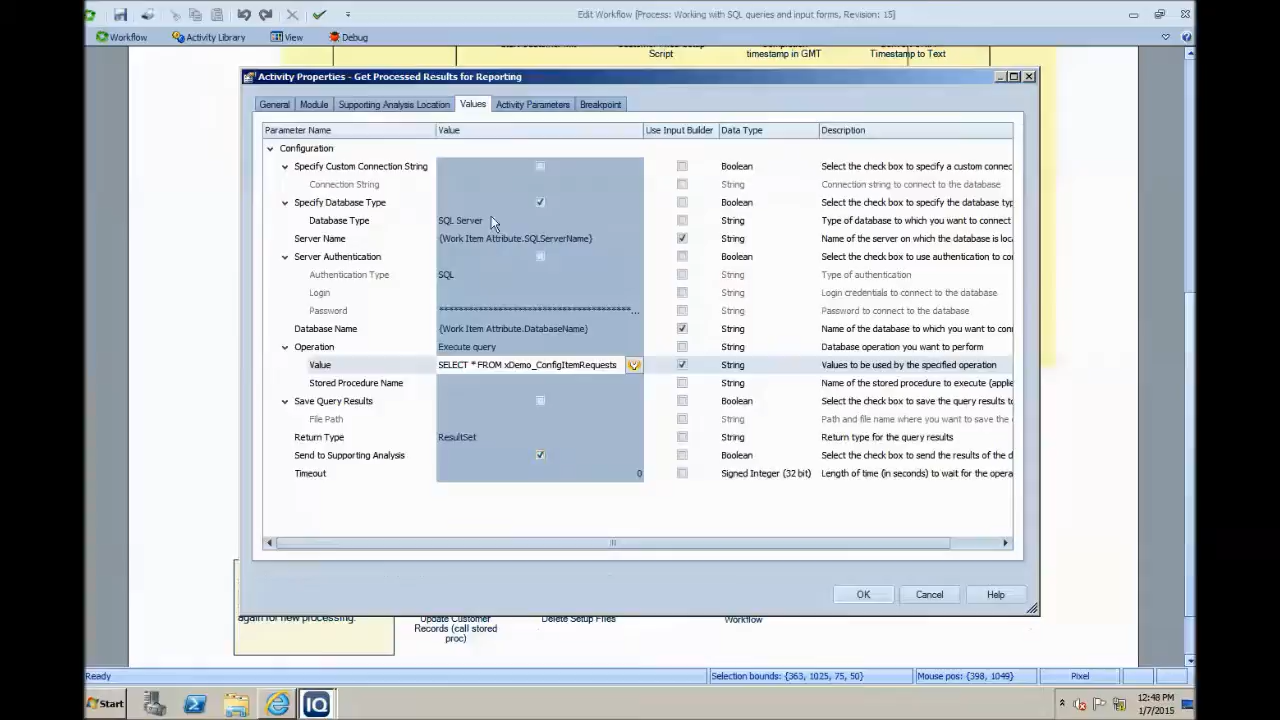 Edit Workflow [Process: Working with SQL queries and input forms, Revision: 15]
Workflow Activity Library View Debug
Script timestamp in GMT Timestamp to Text
Activity Properties - Get Processed Results for Reporting
General Module Supporting Analysis Location Values Activity Parameters Breakpoint
Parameter Name Value Use Input Builder Data Type Description
Configuration
Specify Custom Connection String Boolean Select the check box to specify a custom connec
Connection String String Connection string to connect to the database
Specify Database Type Boolean Select the check box to specify the database typ
Database Type SQL Server String Type of database to which you want to connect
Server Name {Work Item Attribute.SQLServerName} String Name of the server on which the database is loc
Server Authentication Boolean Select the check box to use authentication to cor
Authentication Type SQL String Type of authentication
Login String Login credentials to connect to the database
Password ***************************************... String Password to connect to the database
Database Name {Work Item Attribute.DatabaseName} String Name of the database to which you want to conn
Operation Execute query String Database operation you want to perform
Value SELECT * FROM xDemo_ConfigItemRequests String Values to be used by the specified operation
Stored Procedure Name String Name of the stored procedure to execute (applie
Save Query Results Boolean Select the check box to save the query results to
File Path String Path and file name where you want to save the
Return Type ResultSet String Return type for the query results
Send to Supporting Analysis Boolean Select the check box to send the results of the d
Timeout 0 Signed Integer (32 bit) Length of time (in seconds) to wait for the opera
OK Cancel Help
again for new processing. Update Customer Delete Setup Files Workflow
Records (call stored
proc)
Ready Selection bounds: {363, 1025, 75, 50} Mouse pos: {398, 1049} Pixel
Start 12:48 PM
1/7/2015